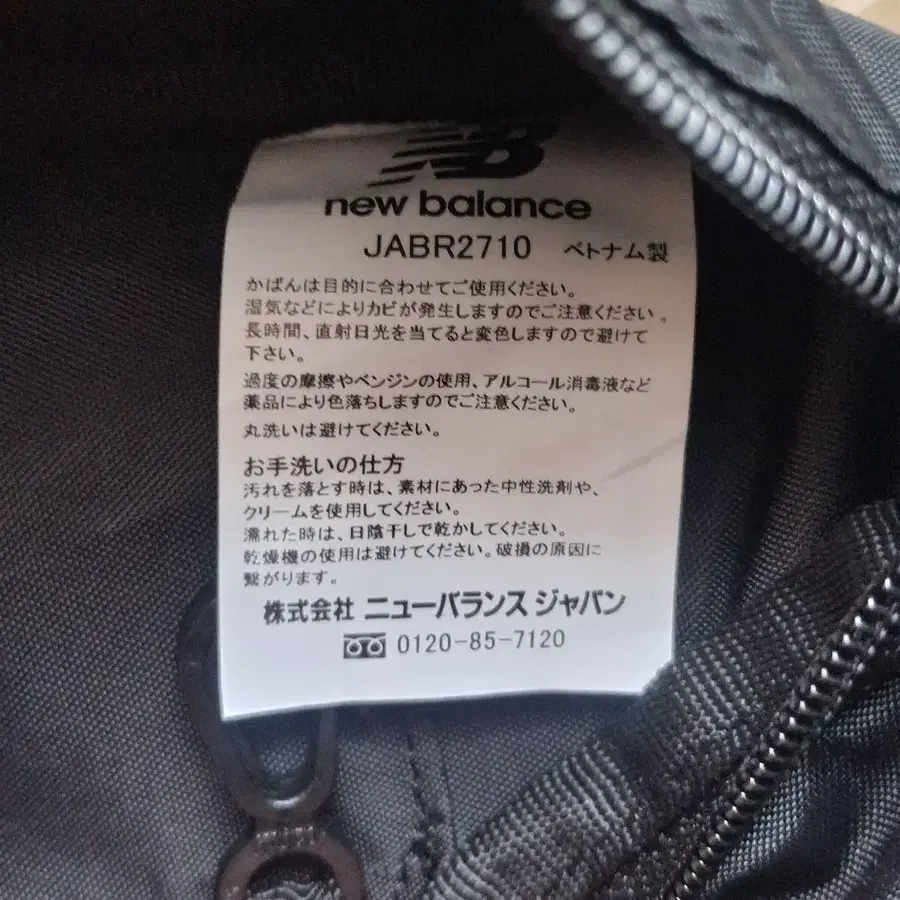 NB
new balance
JABR2710 ベトナム製
かばんは目的に合わせてご使用ください。
湿気などによりカビが発生しますのでご注意ください。
長時間、直射日光を当てると変色しますので避けて
下さい。
過度の摩擦やベンジンの使用、アルコール消毒液など
薬品により色落ちしますのでご注意ください。
丸洗いは避けてください。
お手洗いの仕方
汚れを落とす時は、素材にあった中性洗剤や、
クリームを使用してください。
濡れた時は、日陰干しで乾かしてください。
乾燥機の使用は避けてください。破損の原因に
繋がります。
株式会社 ニューバランス ジャパン
0120-85-7120